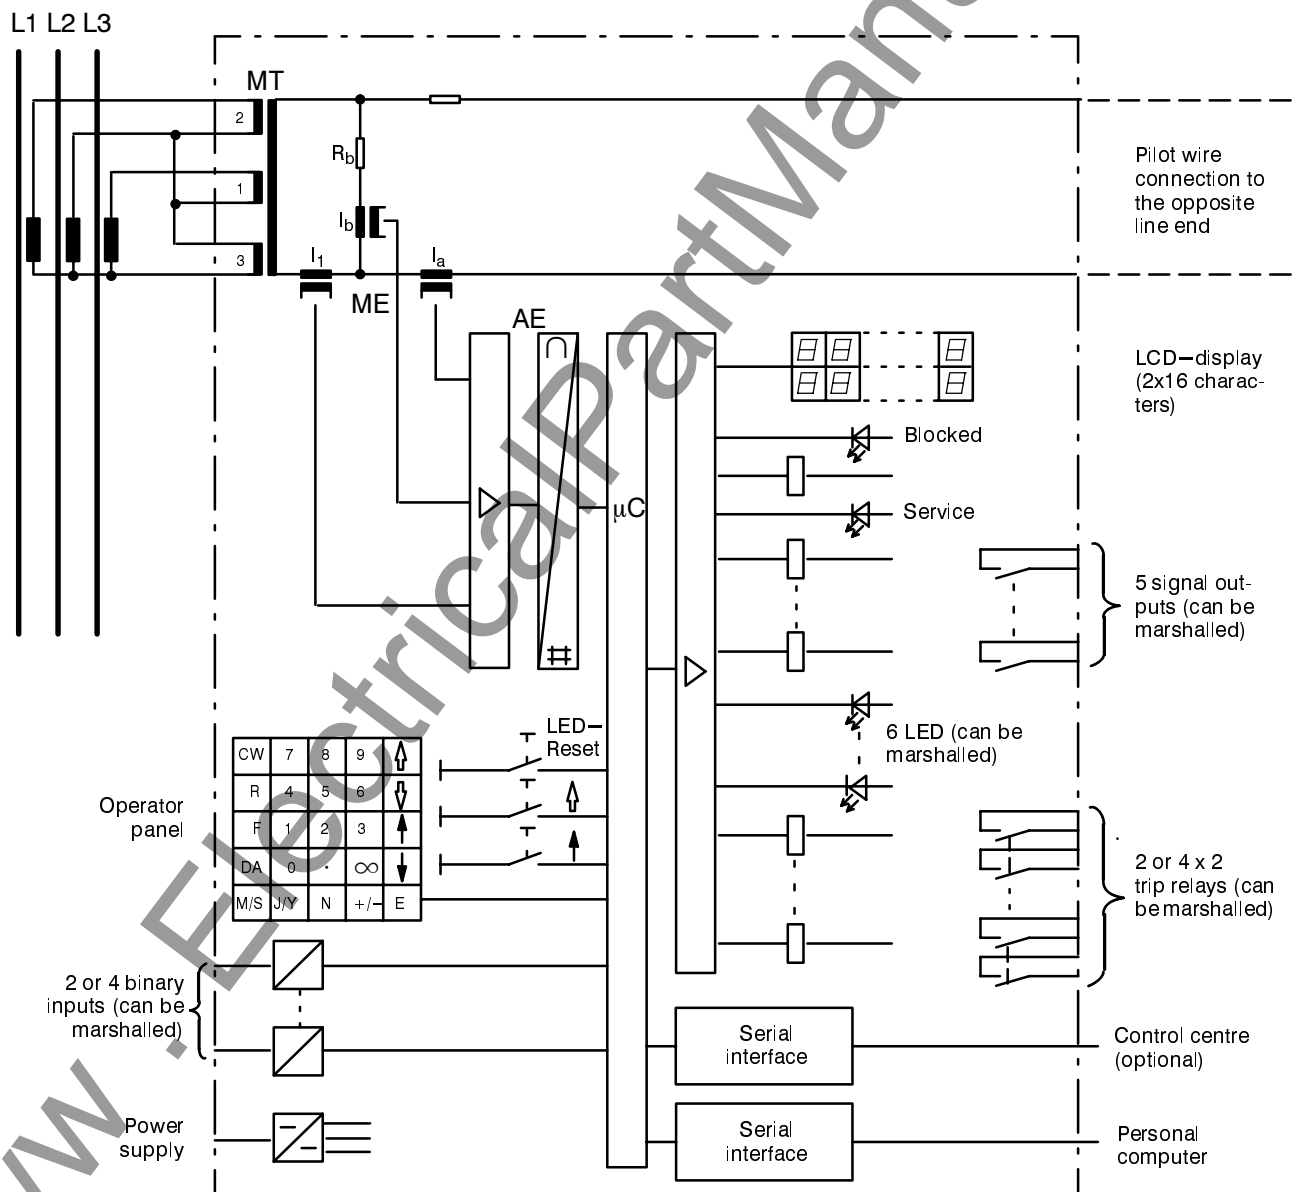 L1 L2 L3
MT
2
1
3
Rb
Ib
I1
Ia
ME
AE
Pilot wire
connection to
the opposite
line end
LCD–display
(2x16 charac-
ters)
Blocked
Service
μC
5 signal out-
puts (can be
marshalled)
6 LED (can be
marshalled)
LED–
Reset
Operator
panel
CW 7 8 9
R 4 5 6
F 1 2 3
DA 0 . ∞
M/S J/Y N +/− E
2 or 4 x 2
trip relays (can
be marshalled)
2 or 4 binary
inputs (can be
marshalled)
Serial
interface
Control centre
(optional)
Power
supply
Serial
interface
Personal
computer
w.ElectricalPartManu